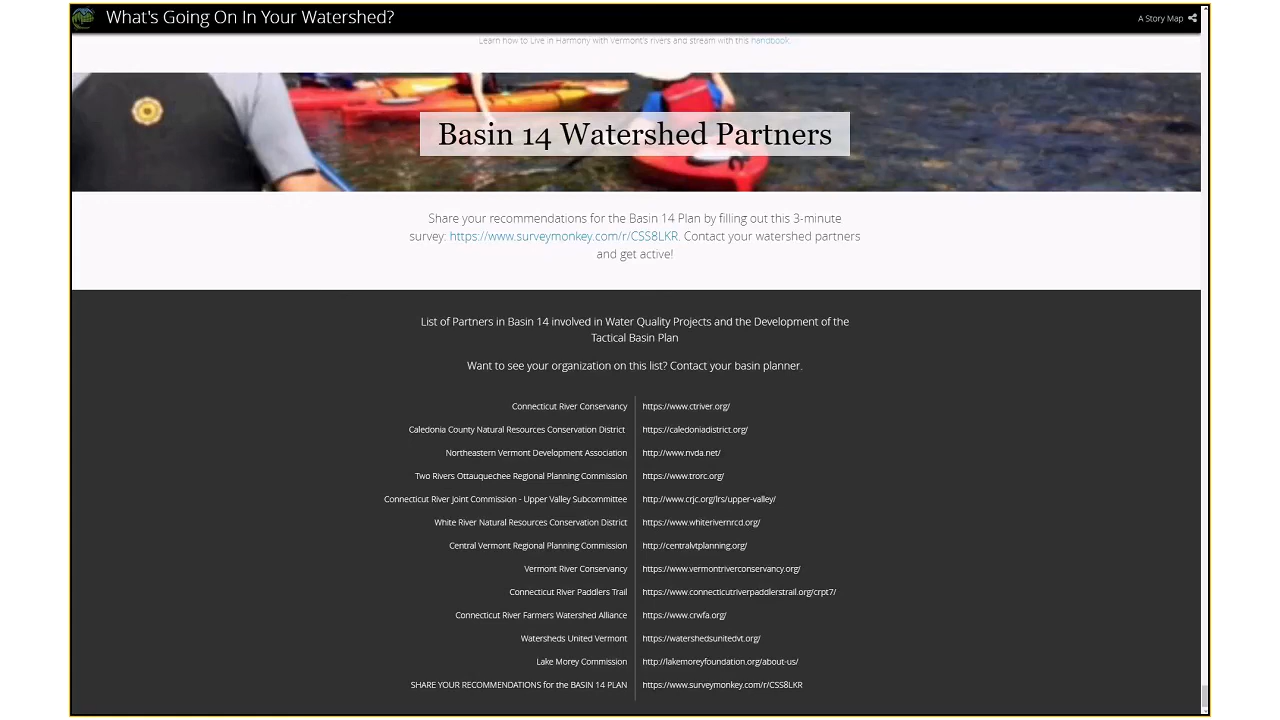 What's Going On In Your Watershed?
A Story Map
Learn how to Live in Harmony with Vermont's rivers and stream with this handbook.
Basin 14 Watershed Partners
Share your recommendations for the Basin 14 Plan by filling out this 3-minute
survey: https://www.surveymonkey.com/r/CSS8LKR. Contact your watershed partners
and get active!
List of Partners in Basin 14 involved in Water Quality Projects and the Development of the
Tactical Basin Plan
Want to see your organization on this list? Contact your basin planner.
Connecticut River Conservancy https://www.ctriver.org/
Caledonia County Natural Resources Conservation District https://caledoniadistrict.org/
Northeastern Vermont Development Association http://www.nvda.net/
Two Rivers Ottauquechee Regional Planning Commission https://www.trorc.org/
Connecticut River Joint Commission - Upper Valley Subcommittee http://www.crjc.org/lrs/upper-valley/
White River Natural Resources Conservation District https://www.whiterivernrcd.org/
Central Vermont Regional Planning Commission http://centralvtplanning.org/
Vermont River Conservancy https://www.vermontriverconservancy.org/
Connecticut River Paddlers Trail https://www.connecticutriverpaddlerstrail.org/crpt7/
Connecticut River Farmers Watershed Alliance https://www.crwfa.org/
Watersheds United Vermont https://watershedsunitedvt.org/
Lake Morey Commission http://lakemoreyfoundation.org/about-us/
SHARE YOUR RECOMMENDATIONS for the BASIN 14 PLAN https://www.surveymonkey.com/r/CSS8LKR